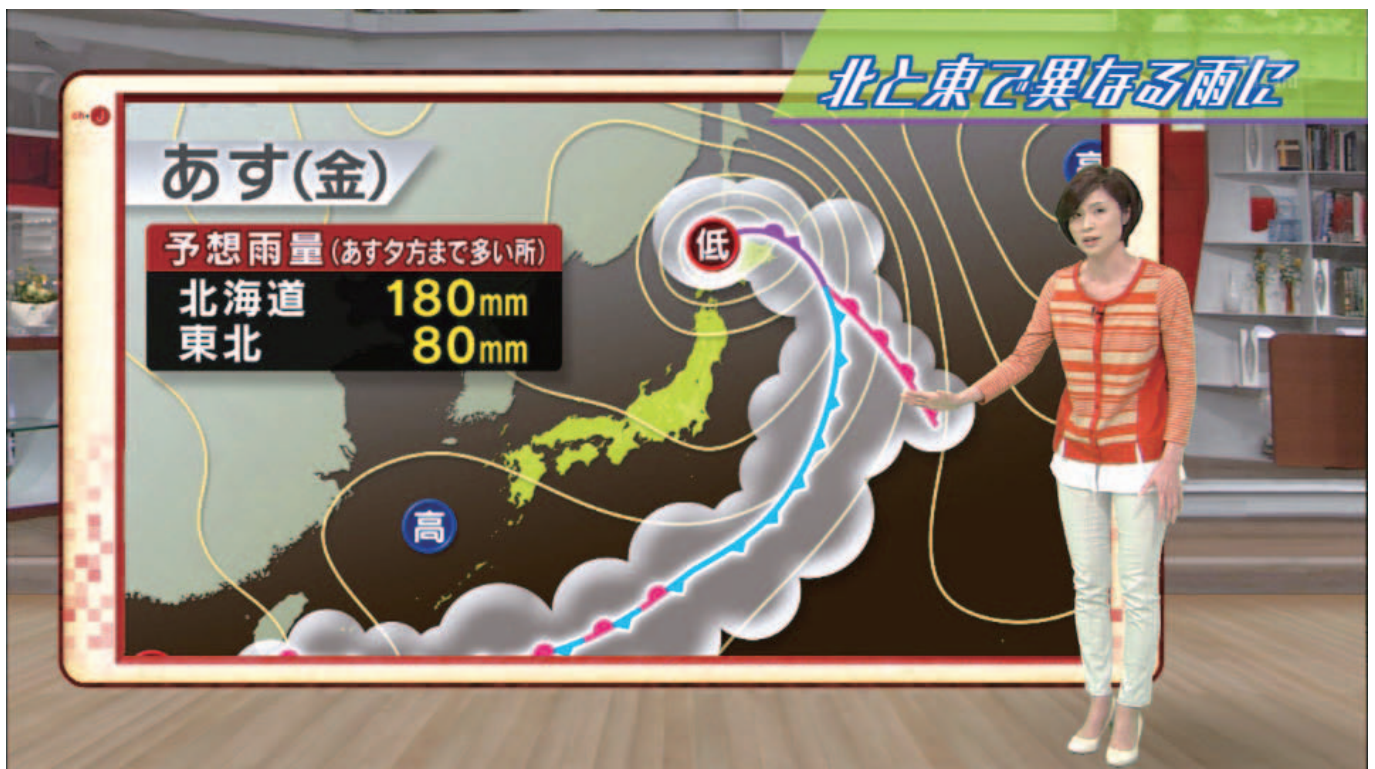 北と東で異なる雨に
あす(金)
予想雨量(あす夕方まで多い所)
北海道 180mm
東北 80mm
低
高
高